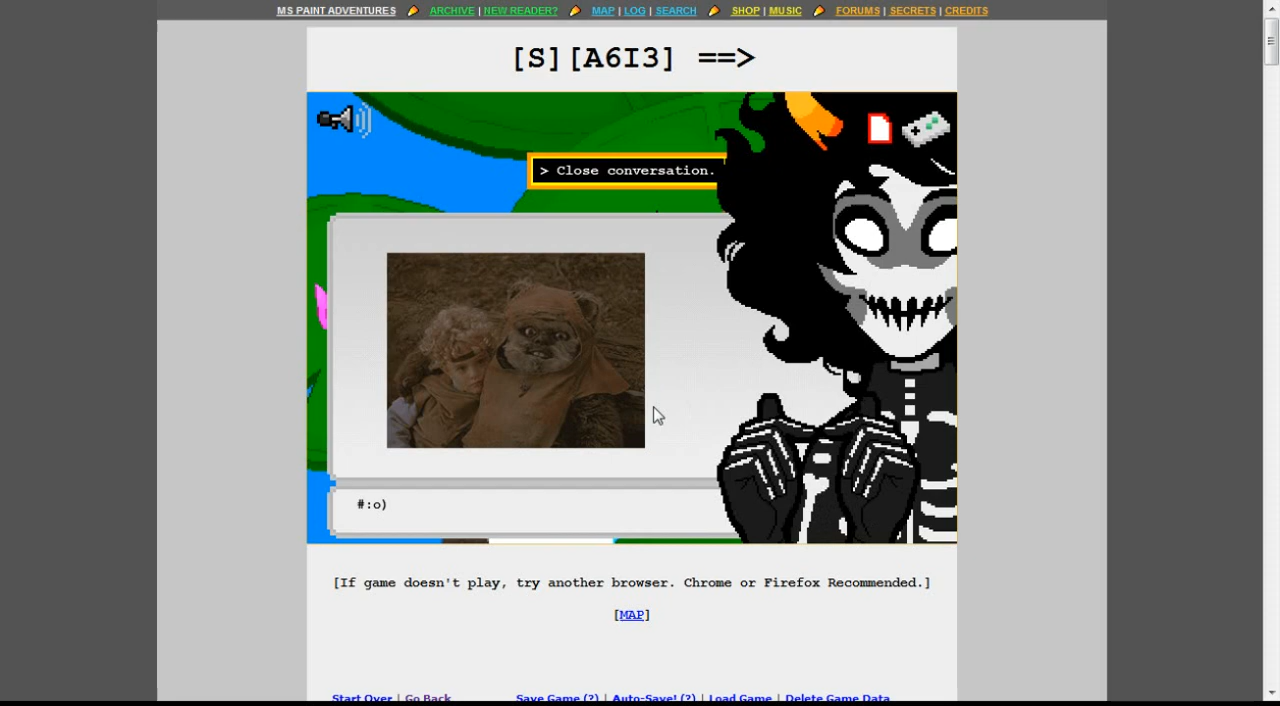 MS PAINT ADVENTURES ARCHIVE | NEW READER? MAP | LOG | SEARCH SHOP | MUSIC FORUMS | SECRETS | CREDITS
[S][A6I3] ==>
> Close conversation.
#:o)
[If game doesn't play, try another browser. Chrome or Firefox Recommended.]
[MAP]
Start Over | Go Back Save Game (?) | Auto-Save! (?) | Load Game | Delete Game Data